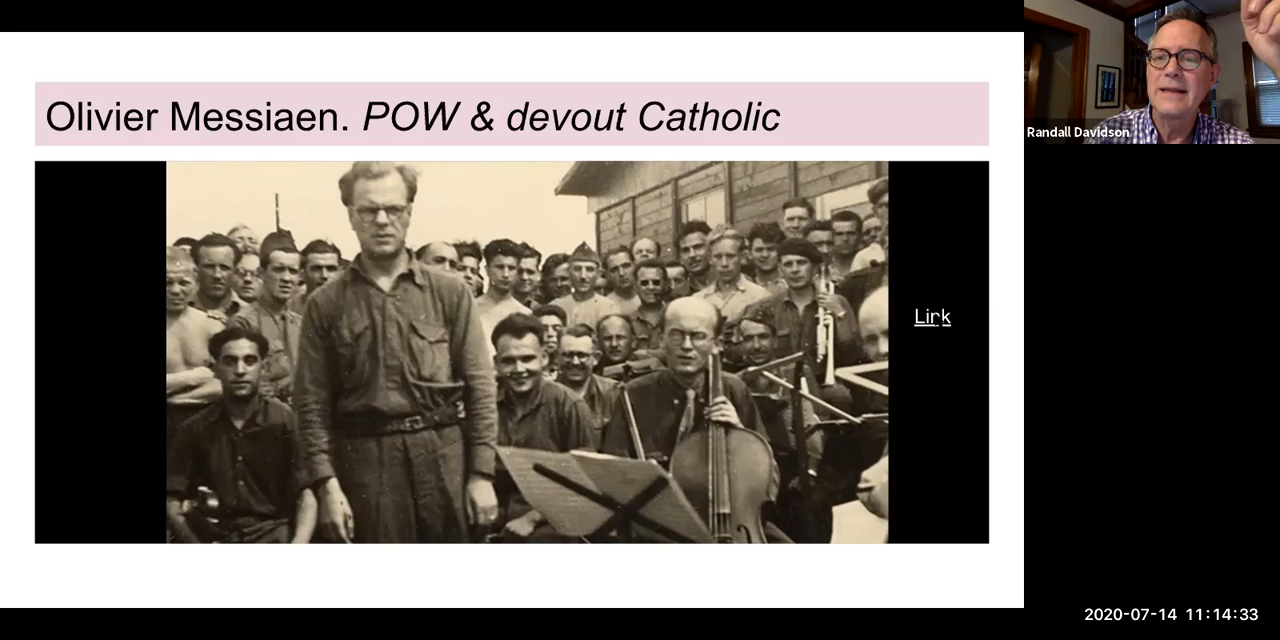 Olivier Messiaen. POW & devout Catholic
Link
Randall Davidson
2020-07-14 11:14:33